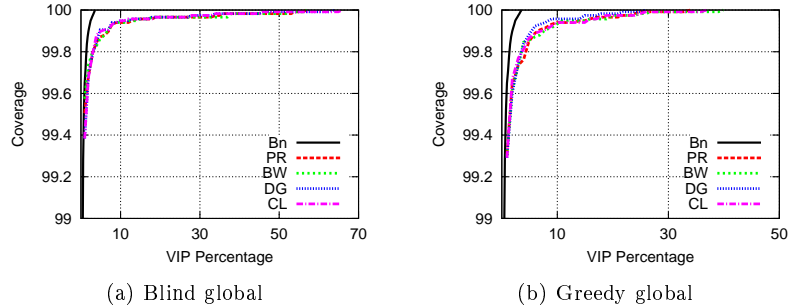 100
99.8
99.6
99.4
99.2
99
Coverage
10 30 50 70
VIP Percentage
Bn
PR
BW
DG
CL
(a) Blind global
100
99.8
99.6
99.4
99.2
99
Coverage
10 30 50
VIP Percentage
Bn
PR
BW
DG
CL
(b) Greedy global